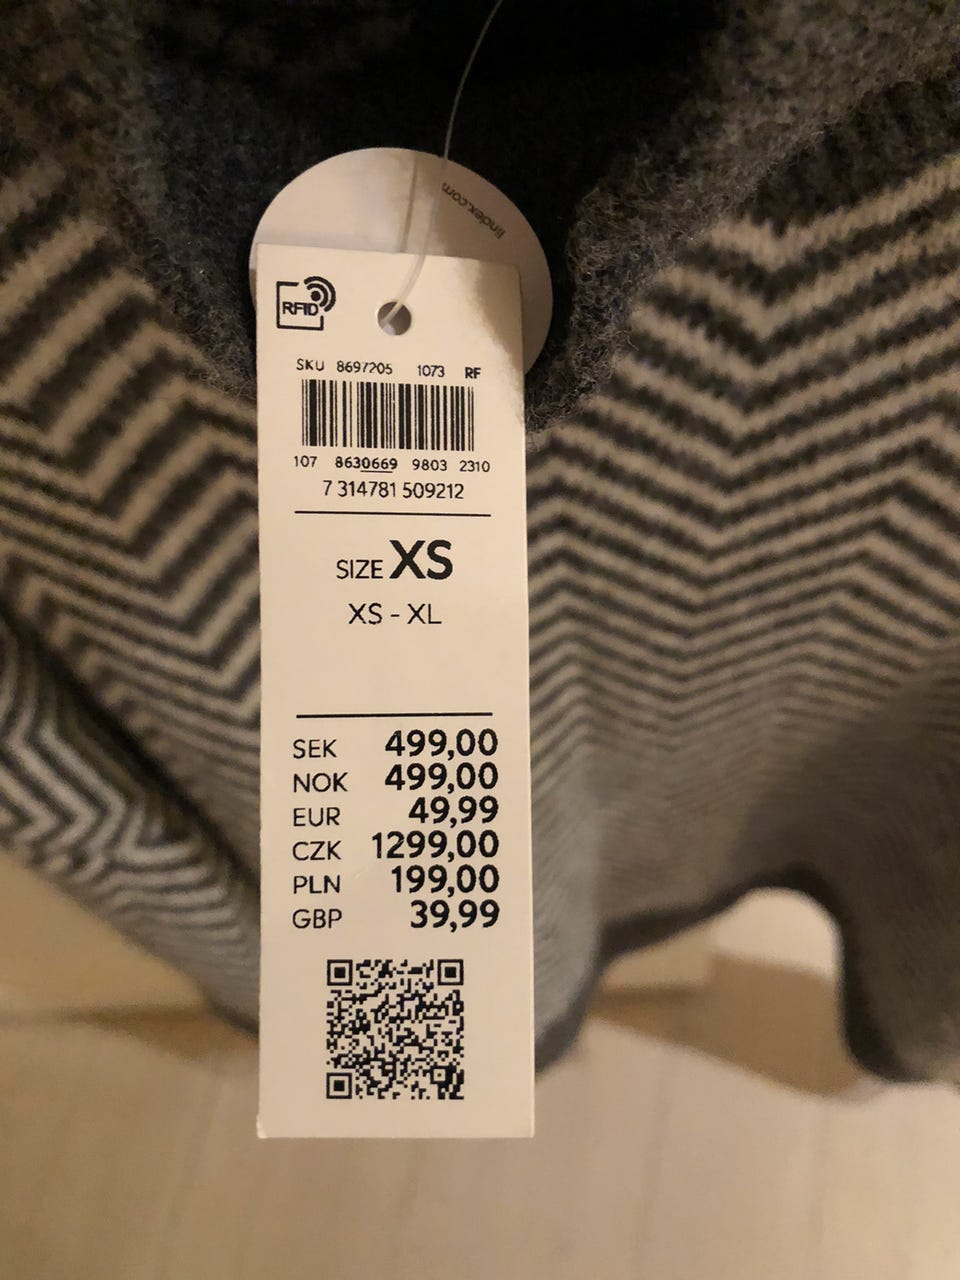 lindex.com
RFID
SKU 8697205 1073 RF
107 8630669 9803 2310
7 314781 509212
SIZE XS
XS - XL
SEK 499,00
NOK 499,00
EUR 49,99
CZK 1299,00
PLN 199,00
GBP 39,99